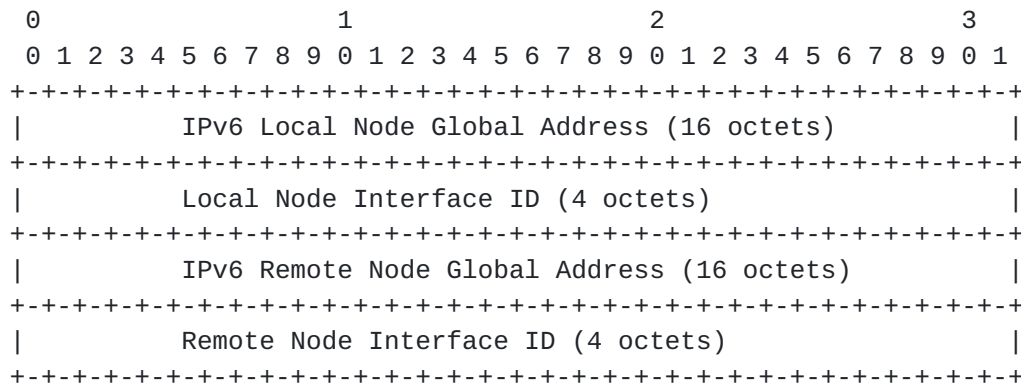 0                   1                   2                   3
0 1 2 3 4 5 6 7 8 9 0 1 2 3 4 5 6 7 8 9 0 1 2 3 4 5 6 7 8 9 0 1
+-+-+-+-+-+-+-+-+-+-+-+-+-+-+-+-+-+-+-+-+-+-+-+-+-+-+-+-+-+-+-+-+
|          IPv6 Local Node Global Address (16 octets)           |
+-+-+-+-+-+-+-+-+-+-+-+-+-+-+-+-+-+-+-+-+-+-+-+-+-+-+-+-+-+-+-+-+
|          Local Node Interface ID (4 octets)                   |
+-+-+-+-+-+-+-+-+-+-+-+-+-+-+-+-+-+-+-+-+-+-+-+-+-+-+-+-+-+-+-+-+
|          IPv6 Remote Node Global Address (16 octets)          |
+-+-+-+-+-+-+-+-+-+-+-+-+-+-+-+-+-+-+-+-+-+-+-+-+-+-+-+-+-+-+-+-+
|          Remote Node Interface ID (4 octets)                  |
+-+-+-+-+-+-+-+-+-+-+-+-+-+-+-+-+-+-+-+-+-+-+-+-+-+-+-+-+-+-+-+-+